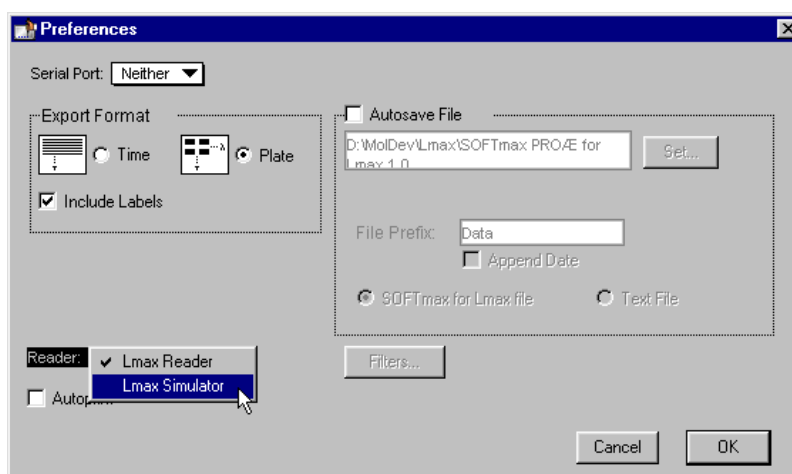 Preferences
Serial Port: Neither
Export Format
Time
Plate
Include Labels
Autosave File
D:\MolDev\Lmax\SOFTmax PROÆ for
Lmax 1.0
Set...
File Prefix: Data
Append Date
SOFTmax for Lmax file
Text File
Reader:
Lmax Reader
Lmax Simulator
Filters...
Cancel
OK